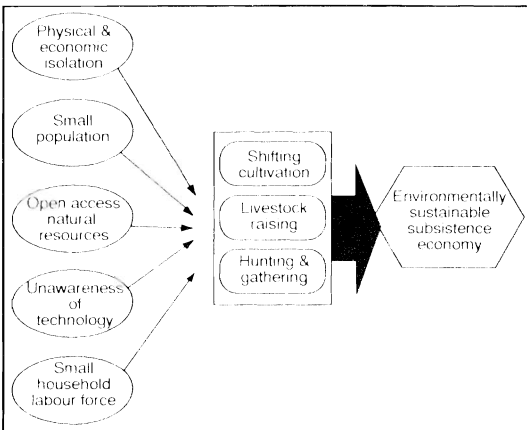 Physical &
economic
isolation
Small
population
Open access
natural
resources
Unawareness
of
technology
Small
household
labour force
Shifting
cultivation
Livestock
raising
Hunting &
gathering
Environmentally
sustainable
subsistence
economy